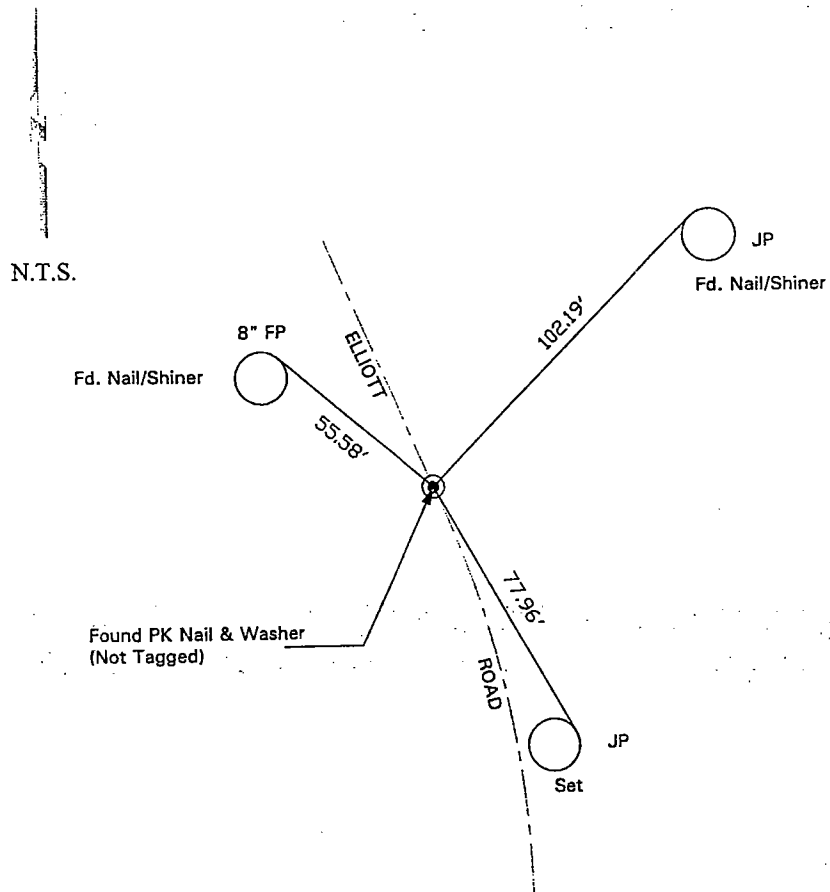 N
N.T.S.
JP
Fd. Nail/Shiner
102.19'
8" FP
Fd. Nail/Shiner
ELLIOTT
55.58'
77.96'
Found PK Nail & Washer
(Not Tagged)
ROAD
JP
Set